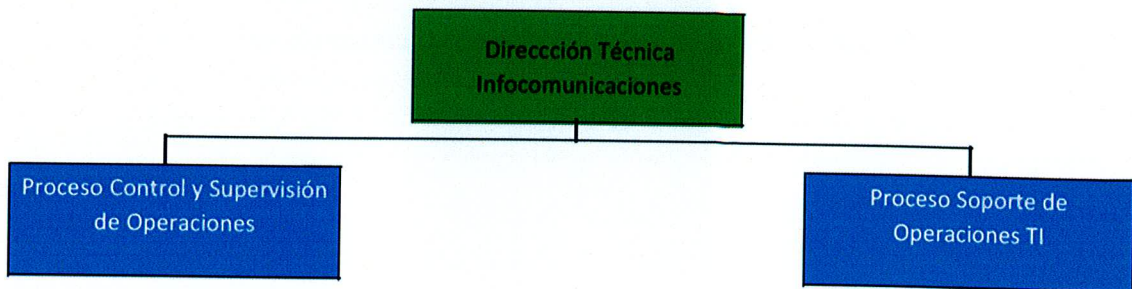 Direccción Técnica
Infocomunicaciones
Proceso Control y Supervisión
de Operaciones
Proceso Soporte de
Operaciones TI